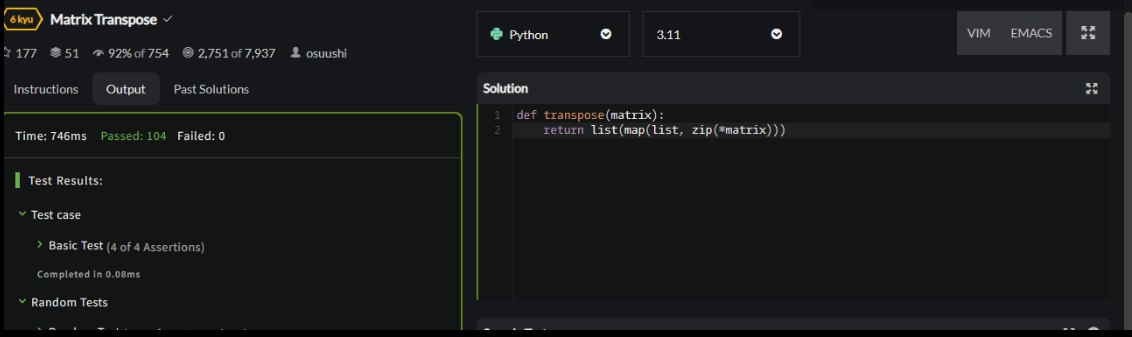 6 kyu Matrix Transpose
177 51 92% of 754 2,751 of 7,937 osuushi
Instructions Output Past Solutions
Time: 746ms Passed: 104 Failed: 0
Test Results:
Test case
Basic Test (4 of 4 Assertions)
Completed in 0.08ms
Random Tests
Python 3.11 VIM EMACS
Solution
1 def transpose(matrix):
2 return list(map(list, zip(*matrix)))